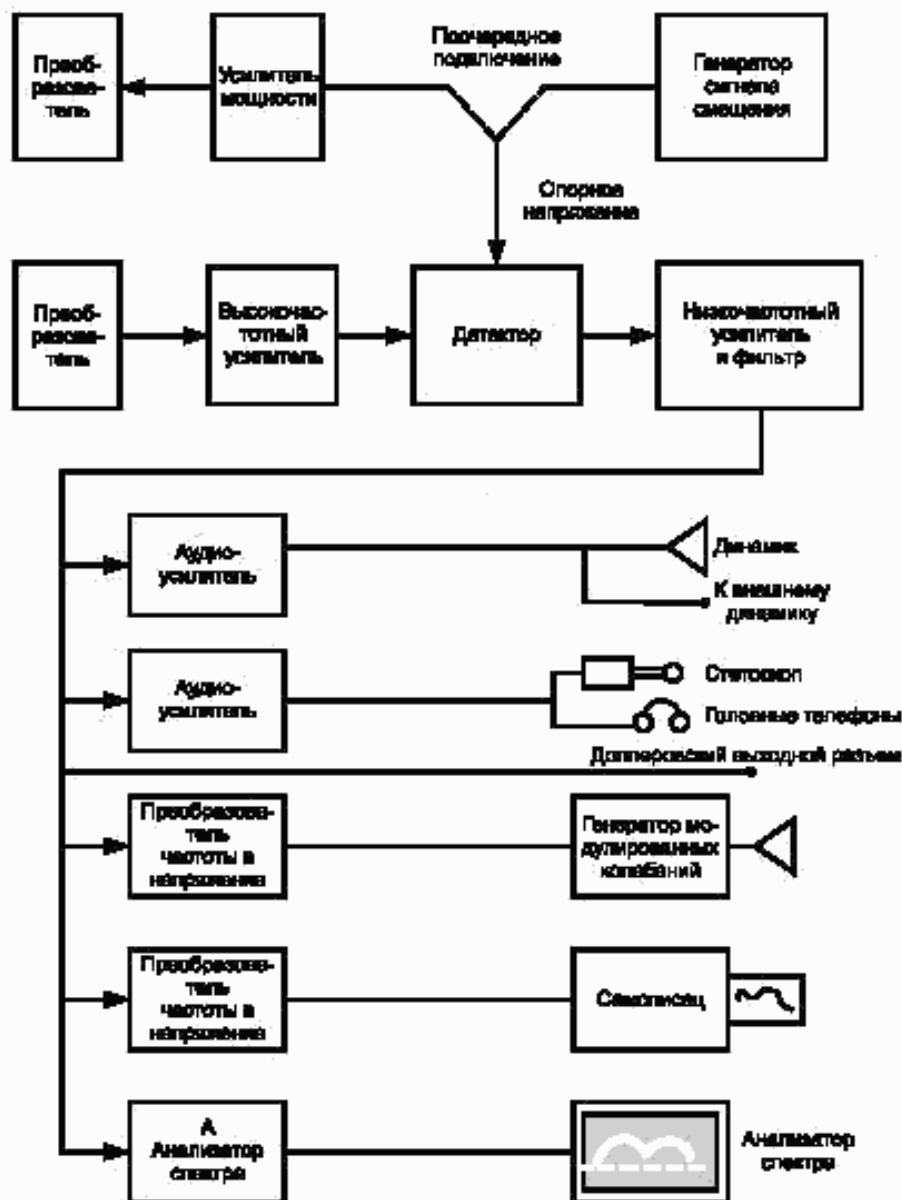 Преоб-
разова-
тель
Усилитель
мощности
Поочередное
подключение
Генератор
сигнала
смещения
Опорное
напряжение
Преоб-
разова-
тель
Высокочас-
тотный
усилитель
Детектор
Низкочастотный
усилитель
и фильтр
Аудио-
усилитель
Динамик
К внешнему
динамику
Аудио-
усилитель
Стетоскоп
Головные телефоны
Допплеровский выходной разъем
Преобразова-
тель
частоты в
напряжение
Генератор мо-
дулированных
колебаний
Преобразова-
тель
частоты в
напряжение
Самописец
А
Анализатор
спектра
Анализатор
спектра